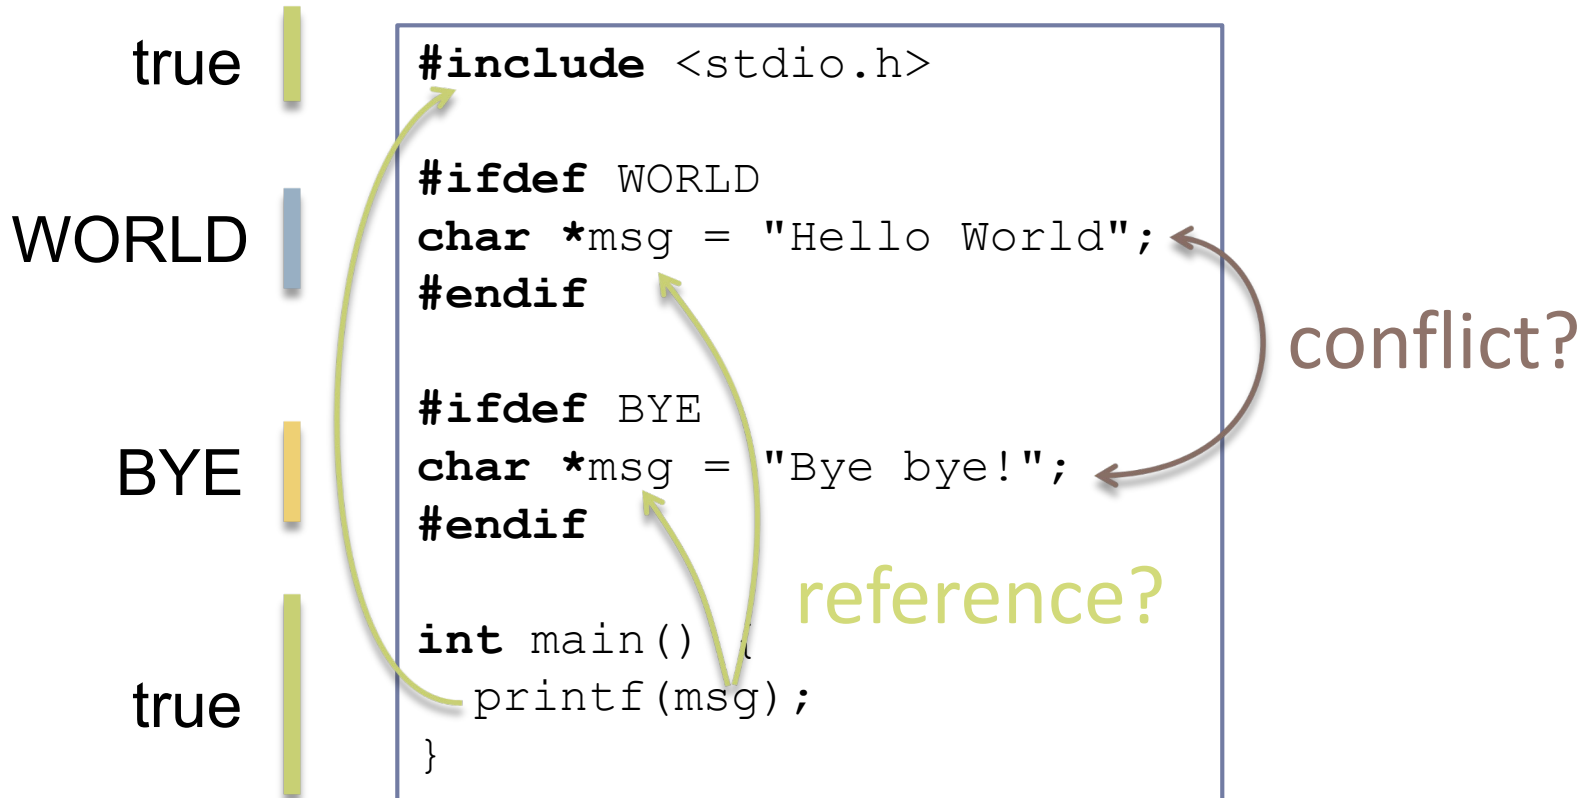 true
#include <stdio.h>
WORLD
#ifdef WORLD
char *msg = "Hello World";
#endif
conflict?
BYE
#ifdef BYE
char *msg = "Bye bye!";
#endif
reference?
true
int main() {
printf(msg);
}